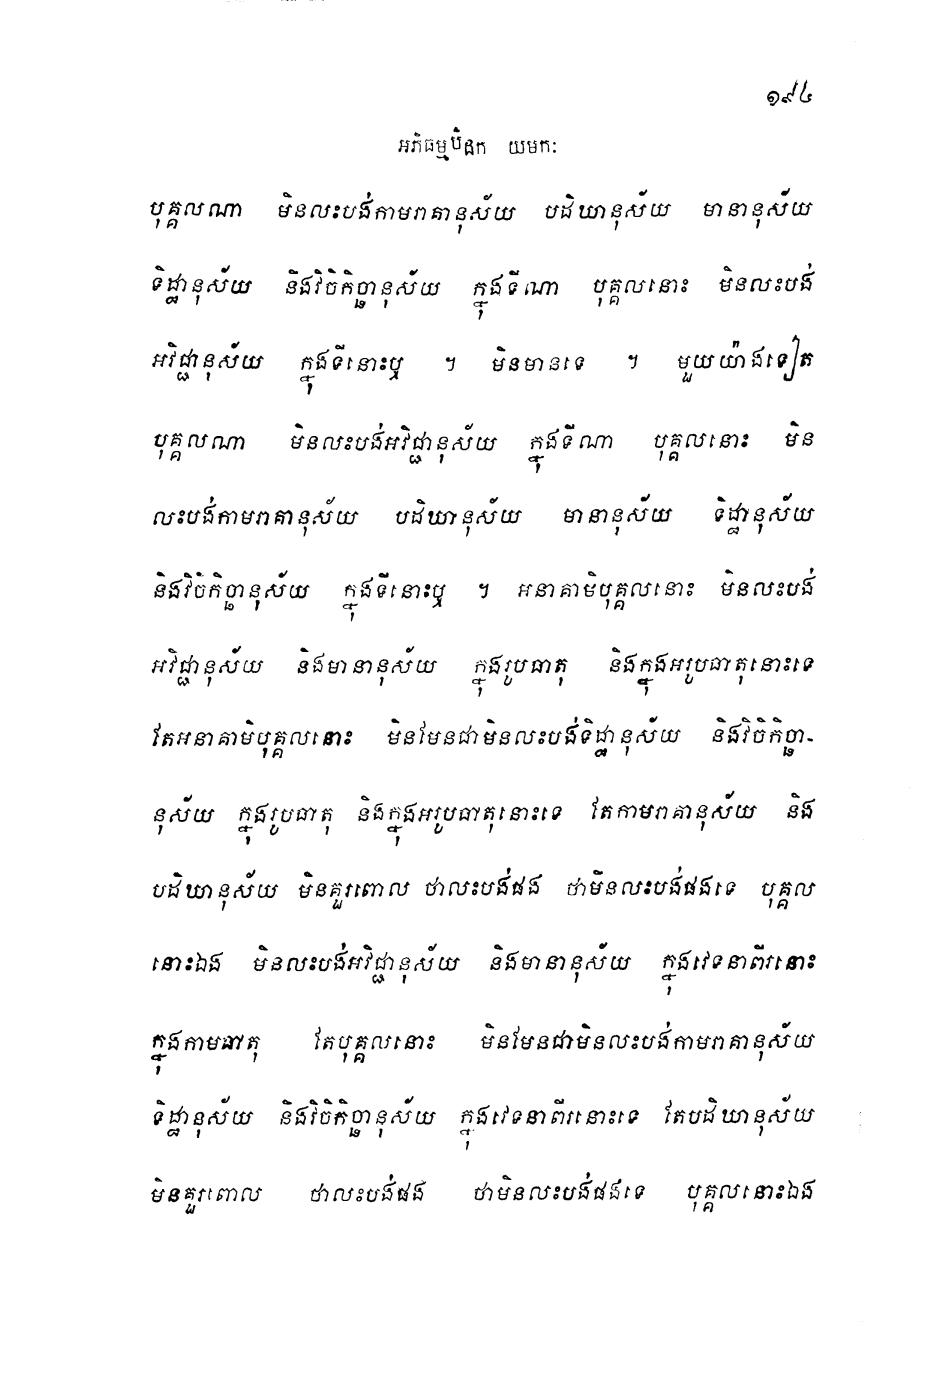 ១៩៤
អភិធម្មបិដក យមកៈ
បុគ្គលណា មិនលះបង់កាមរាគានុស័យ បដិឃានុស័យ មានានុស័យ
ទិដ្ឋានុស័យ នឹងវិចិកិច្ឆានុស័យ ក្នុងទីណា បុគ្គលនោះ មិនលះបង់
អវិជ្ជានុស័យ ក្នុងទីនោះឬ ។ មិនមានទេ ។ មួយយ៉ាងទៀត
បុគ្គលណា មិនលះបង់អវិជ្ជានុស័យ ក្នុងទីណា បុគ្គលនោះ មិន
លះបង់កាមរាគានុស័យ បដិឃានុស័យ មានានុស័យ ទិដ្ឋានុស័យ
និងវិចិកិច្ឆានុស័យ ក្នុងទីនោះឬ ។ អនាគាមិបុគ្គលនោះ មិនលះបង់
អវិជ្ជានុស័យ និងមានានុស័យ ក្នុងរូបធាតុ និងក្នុងអរូបធាតុនោះទេ
តែអនាគាមិបុគ្គលនោះ មិនមែនជាមិនលះបង់ទិដ្ឋានុស័យ និងវិចិកិច្ឆា-
នុស័យ ក្នុងរូបធាតុ និងក្នុងអរូបធាតុនោះទេ តែកាមរាគានុស័យ និង
បដិឃានុស័យ មិនគួរពោល ថាលះបង់ផង ថាមិនលះបង់ផងទេ បុគ្គល
នោះឯង មិនលះបង់អវិជ្ជានុស័យ និងមានានុស័យ ក្នុងវេទនាពីរនោះ
ក្នុងកាមធាតុ តែបុគ្គលនោះ មិនមែនជាមិនលះបង់កាមរាគានុស័យ
ទិដ្ឋានុស័យ និងវិចិកិច្ឆានុស័យ ក្នុងវេទនាពីរនោះទេ តែបដិឃានុស័យ
មិនគួរពោល ថាលះបង់ផង ថាមិនលះបង់ផងទេ បុគ្គលនោះឯង